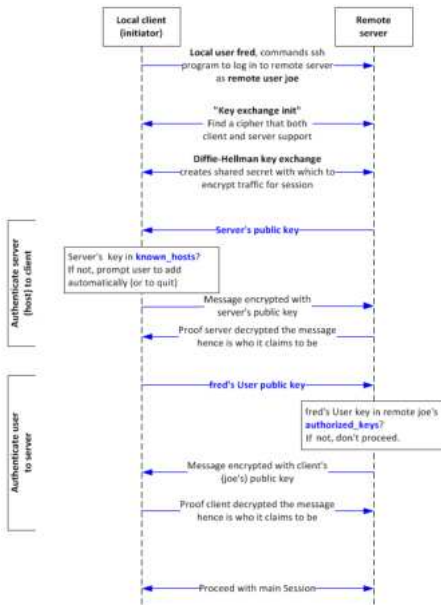 Local client
(initiator)
Remote
server
Local user fred, commands ssh
program to log in to remote server
as remote user joe
"Key exchange init"
Find a cipher that both
client and server support
Diffie-Hellman key exchange
creates shared secret with which to
encrypt traffic for session
Authenticate server
(host) to client
Server's public key
Server's key in known_hosts?
If not, prompt user to add
automatically (or to quit)
Message encrypted with
server's public key
Proof server decrypted the message
hence is who it claims to be
Authenticate user
to server
fred's User public key
fred's User key in remote joe's
authorized_keys?
If not, don't proceed.
Message encrypted with client's
(joe's) public key
Proof client decrypted the message
hence is who it claims to be
Proceed with main Session